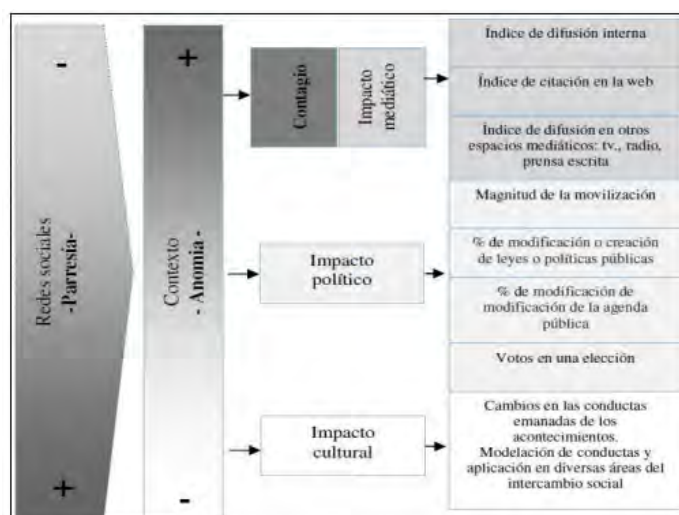 -
+
Redes sociales
-Parresia-
+
-
Contexto
- Anomia -
Contagio
Impacto
mediático
Índice de difusión interna
Índice de citación en la web
Índice de difusión en otros
espacios mediáticos: tv., radio,
prensa escrita
Impacto
político
Magnitud de la movilización
% de modificación o creación
de leyes o políticas públicas
% de modificación de
modificación de la agenda
pública
Votos en una elección
Impacto
cultural
Cambios en las conductas
emanadas de los
acontecimientos.
Modelación de conductas y
aplicación en diversas áreas del
intercambio social